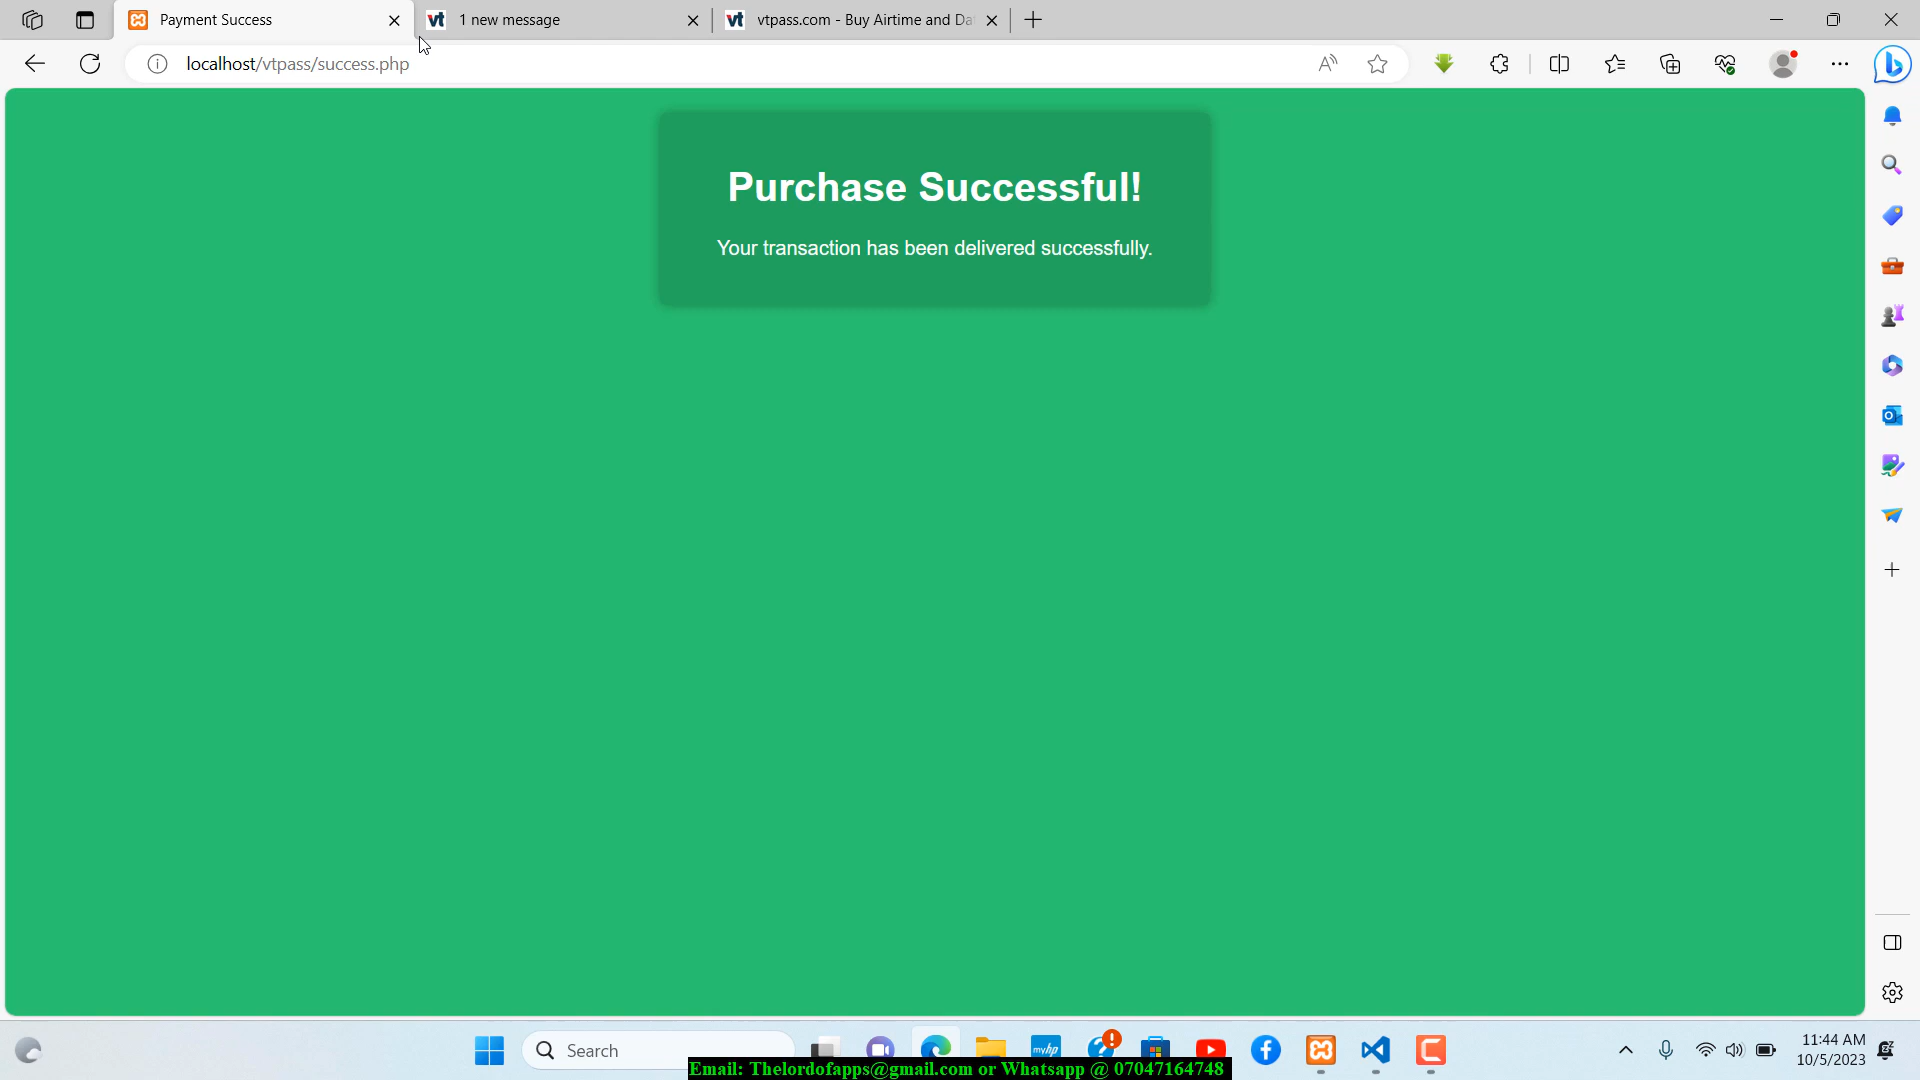 Payment Success
1 new message
vtpass.com - Buy Airtime and Da
localhost/vtpass/success.php
Purchase Successful!
Your transaction has been delivered successfully.
Search
myhp
11:44 AM
10/5/2023
Email: Thelordofapps@gmail.com or Whatsapp @ 07047164748